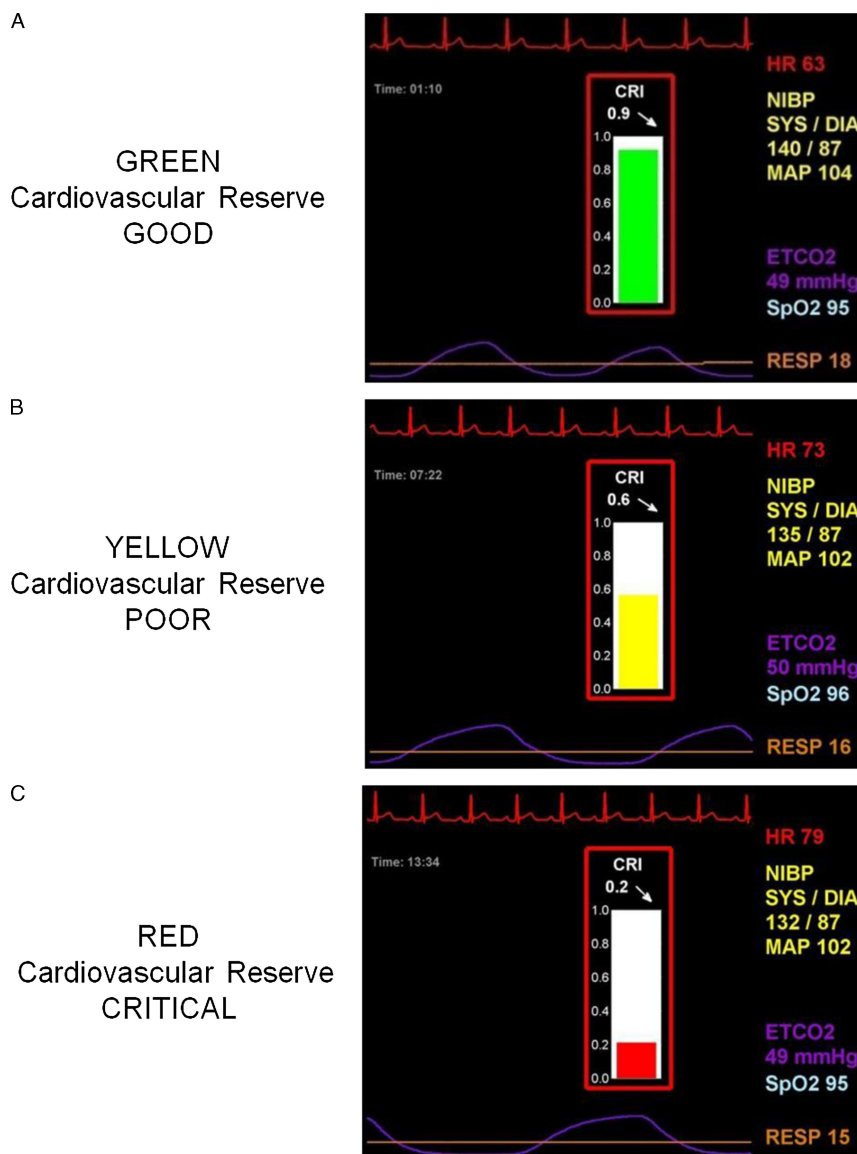 A
GREEN
Cardiovascular Reserve
GOOD
Time: 01:10
CRI
0.9
1.0
0.8
0.6
0.4
0.2
0.0
HR 63
NIBP
SYS / DIA
140 / 87
MAP 104
ETCO2
49 mmHg
SpO2 95
RESP 18
B
YELLOW
Cardiovascular Reserve
POOR
Time: 07:22
CRI
0.6
1.0
0.8
0.6
0.4
0.2
0.0
HR 73
NIBP
SYS / DIA
135 / 87
MAP 102
ETCO2
50 mmHg
SpO2 96
RESP 16
C
RED
Cardiovascular Reserve
CRITICAL
Time: 13:34
CRI
0.2
1.0
0.8
0.6
0.4
0.2
0.0
HR 79
NIBP
SYS / DIA
132 / 87
MAP 102
ETCO2
49 mmHg
SpO2 95
RESP 15